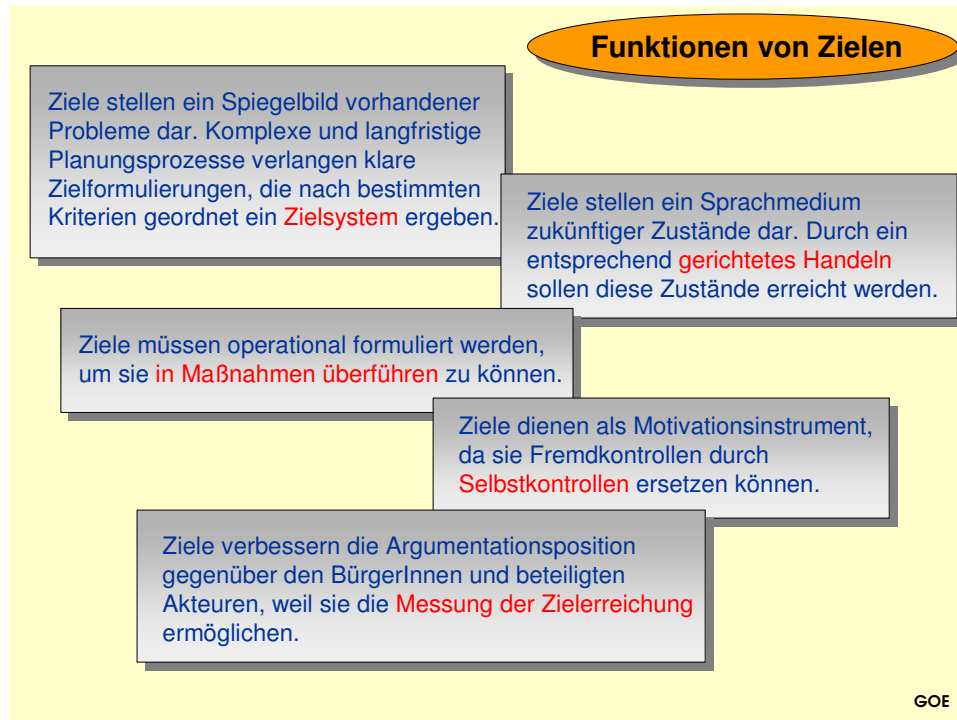 Funktionen von Zielen
Ziele stellen ein Spiegelbild vorhandener
Probleme dar. Komplexe und langfristige
Planungsprozesse verlangen klare
Zielformulierungen, die nach bestimmten
Kriterien geordnet ein Zielsystem ergeben.
Ziele stellen ein Sprachmedium
zukünftiger Zustände dar. Durch ein
entsprechend gerichtetes Handeln
sollen diese Zustände erreicht werden.
Ziele müssen operational formuliert werden,
um sie in Maßnahmen überführen zu können.
Ziele dienen als Motivationsinstrument,
da sie Fremdkontrollen durch
Selbstkontrollen ersetzen können.
Ziele verbessern die Argumentationsposition
gegenüber den BürgerInnen und beteiligten
Akteuren, weil sie die Messung der Zielerreichung
ermöglichen.
GOE